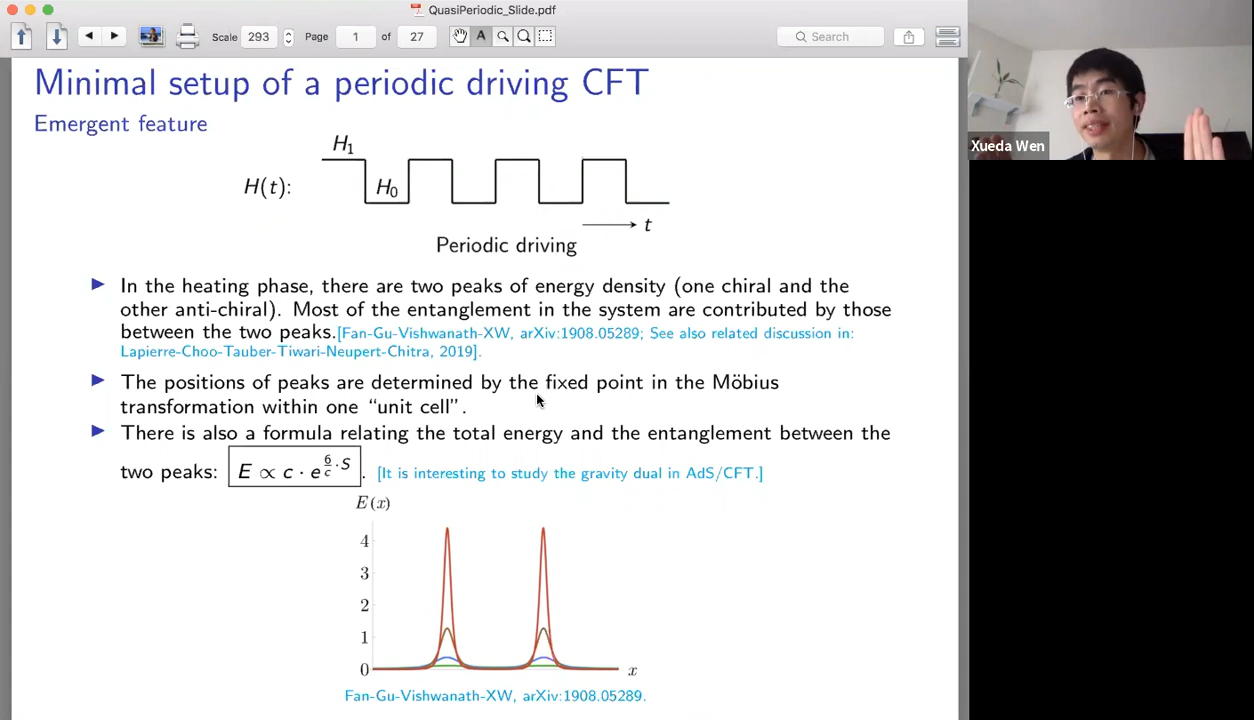 QuasiPeriodic_Slide.pdf
Scale 293 Page 1 of 27 Search
Minimal setup of a periodic driving CFT
Emergent feature
H₁
H(t): H₀
t
Periodic driving
In the heating phase, there are two peaks of energy density (one chiral and the
other anti-chiral). Most of the entanglement in the system are contributed by those
between the two peaks.[Fan-Gu-Vishwanath-XW, arXiv:1908.05289; See also related discussion in:
Lapierre-Choo-Tauber-Tiwari-Neupert-Chitra, 2019].
The positions of peaks are determined by the fixed point in the Möbius
transformation within one “unit cell”.
There is also a formula relating the total energy and the entanglement between the
two peaks: E ∝ c · e^{6/c · S}. [It is interesting to study the gravity dual in AdS/CFT.]
E(x)
4
3
2
1
0
x
Fan-Gu-Vishwanath-XW, arXiv:1908.05289.
Xueda Wen